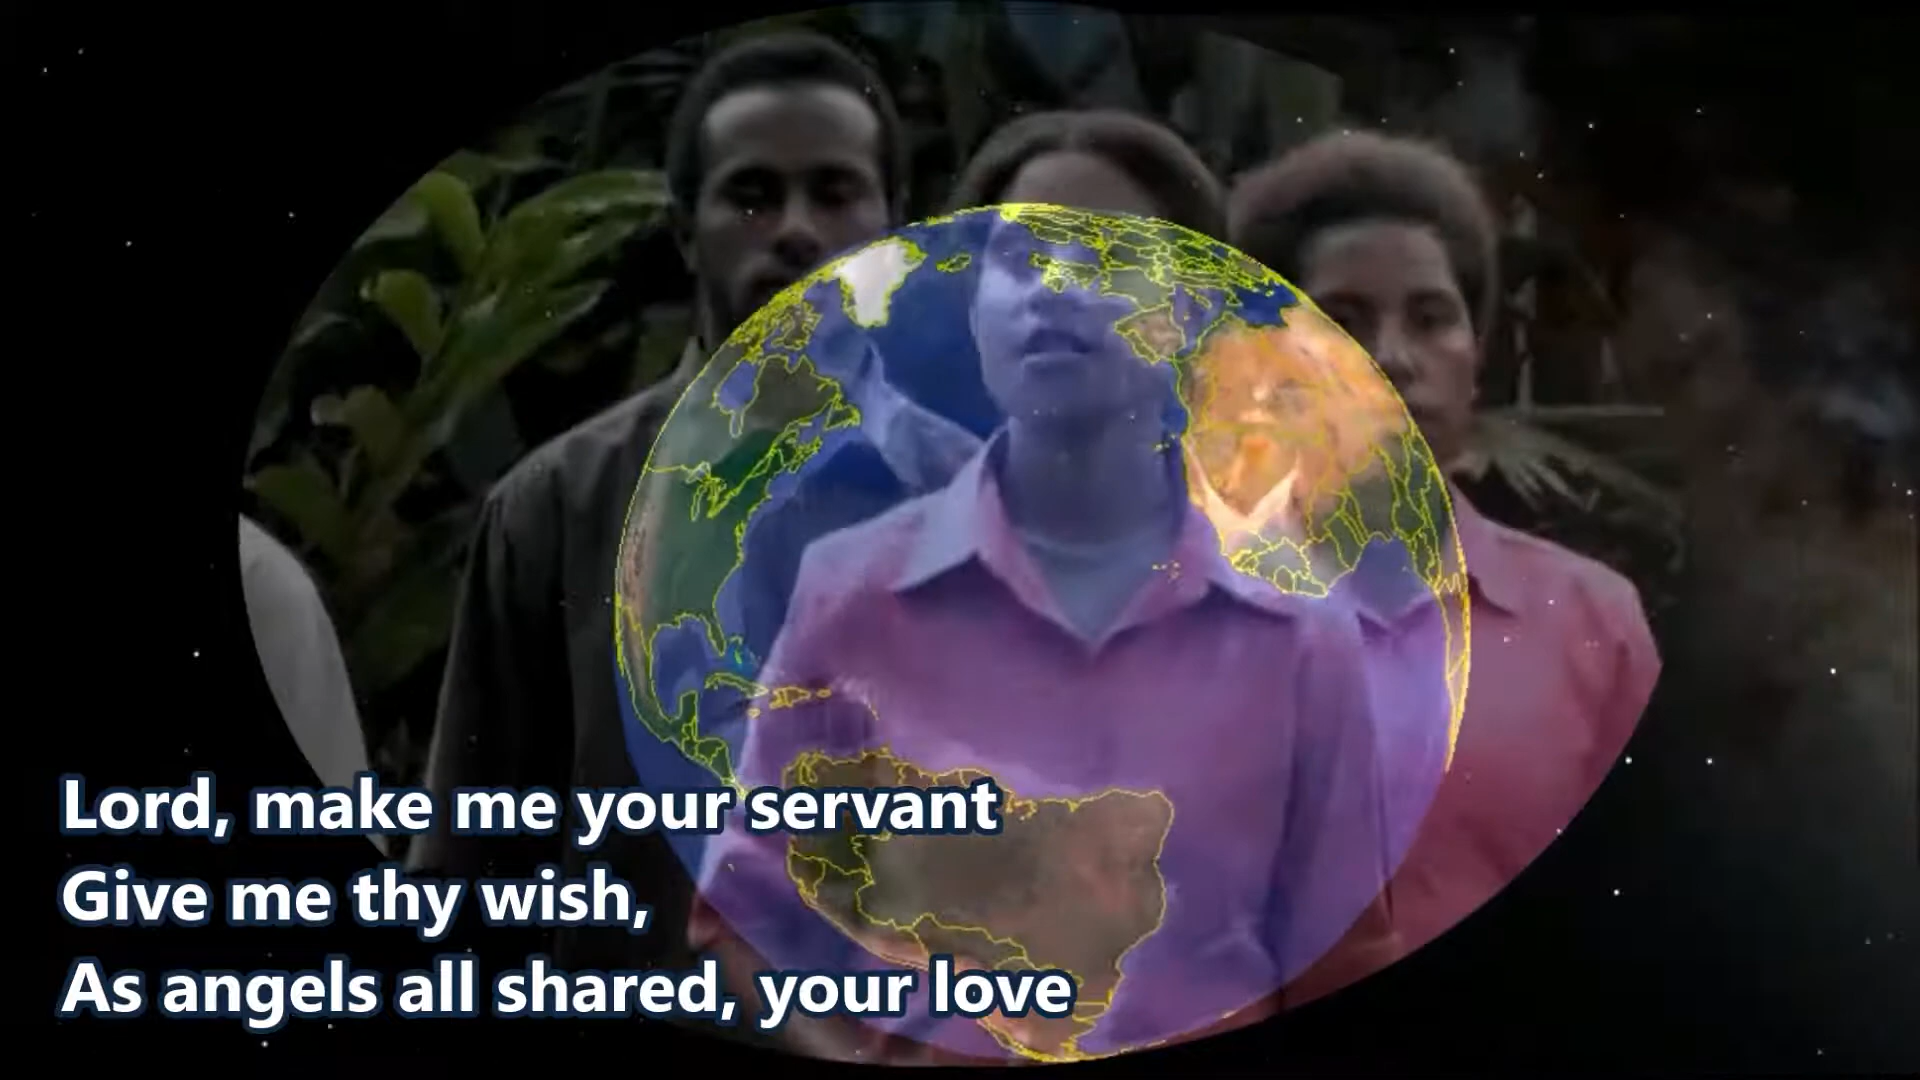 Lord, make me your servant
Give me thy wish,
As angels all shared, your love